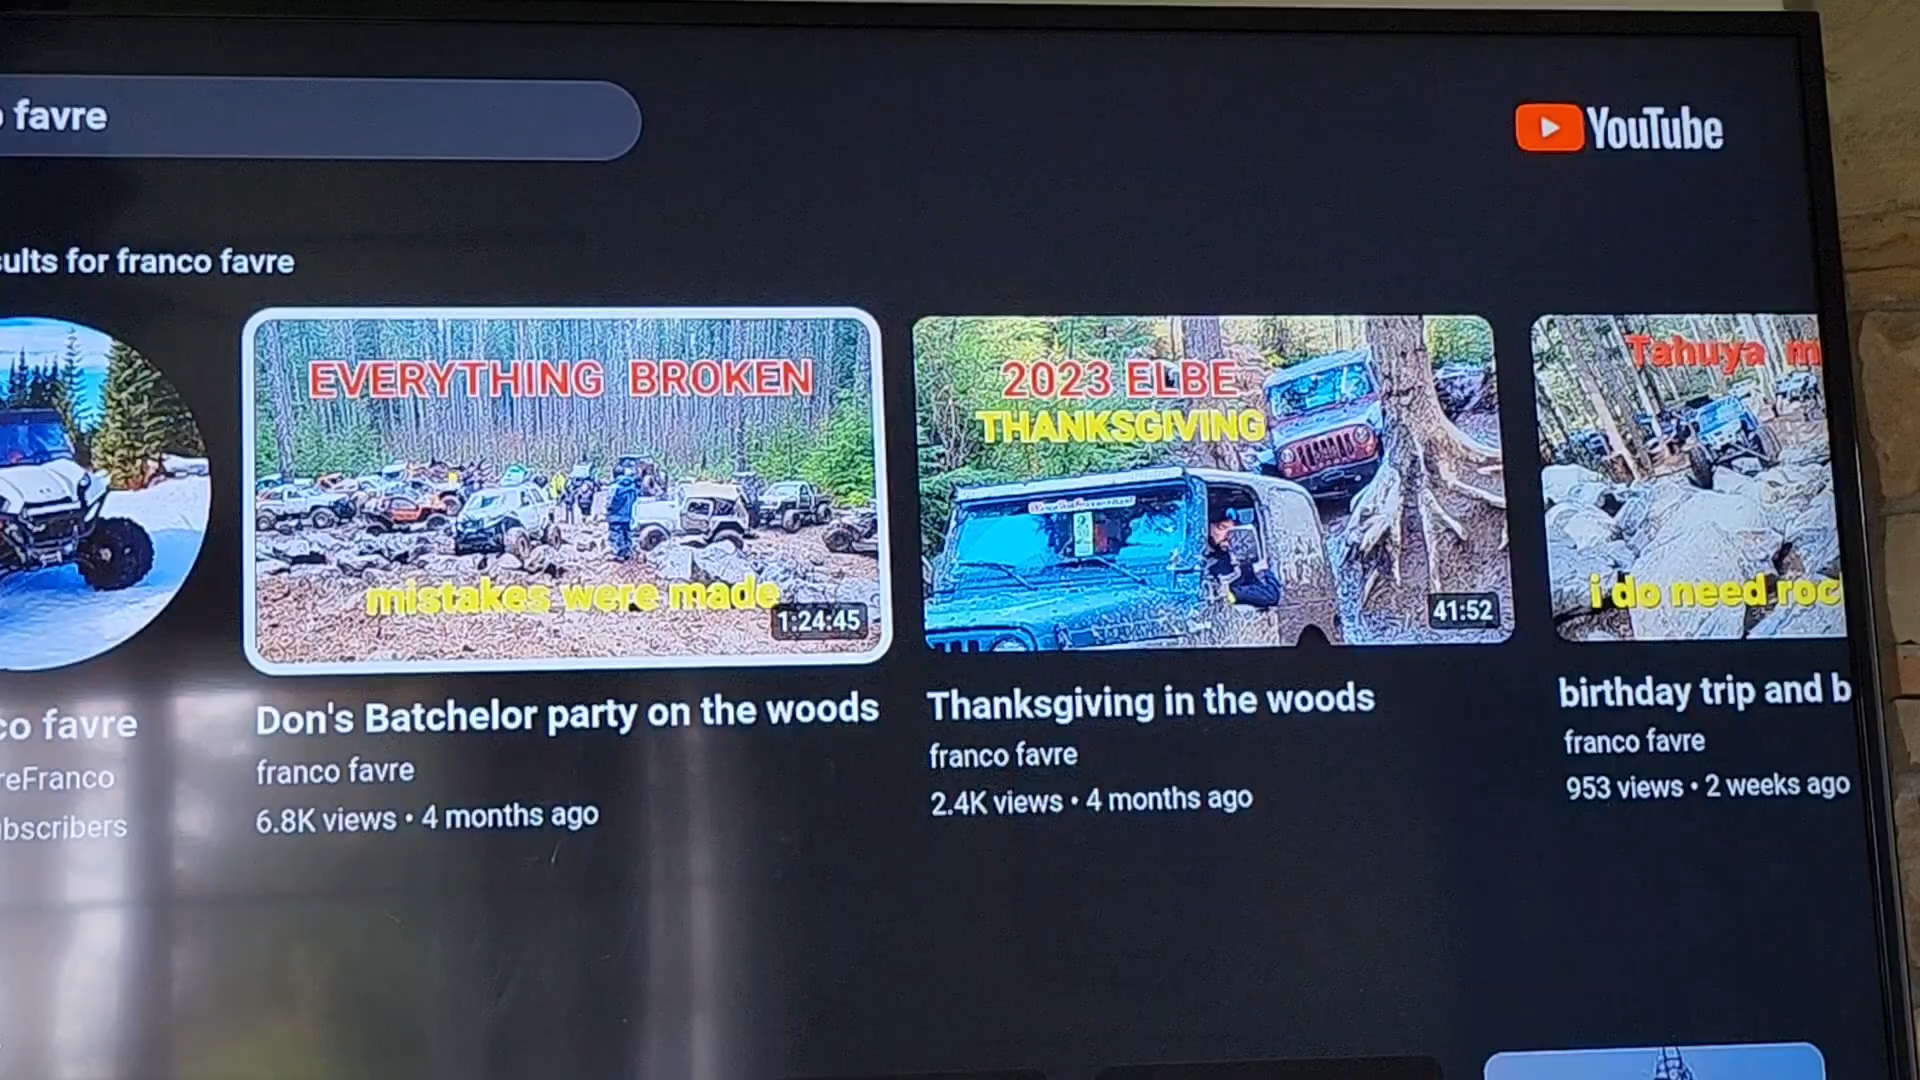 favre
YouTube
sults for franco favre
EVERYTHING BROKEN
mistakes were made
1:24:45
2023 ELBE
THANKSGIVING
41:52
Tahuya m
i do need roc
co favre
reFranco
bscribers
Don's Batchelor party on the woods
franco favre
6.8K views • 4 months ago
Thanksgiving in the woods
franco favre
2.4K views • 4 months ago
birthday trip and b
franco favre
953 views • 2 weeks ago